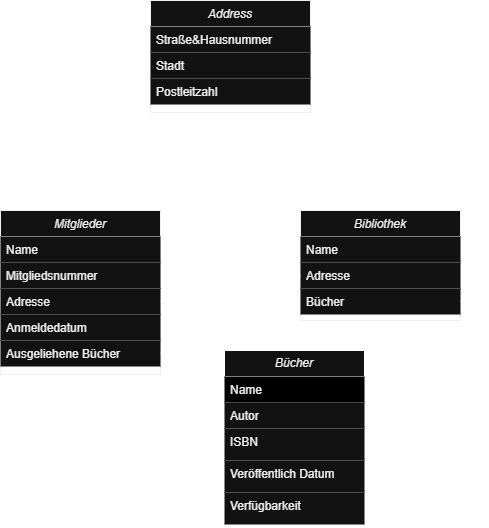 Address
Straße&Hausnummer
Stadt
Postleitzahl
Mitglieder
Name
Mitgliedsnummer
Adresse
Anmeldedatum
Ausgeliehene Bücher
Bibliothek
Name
Adresse
Bücher
Bücher
Name
Autor
ISBN
Veröffentlich Datum
Verfügbarkeit